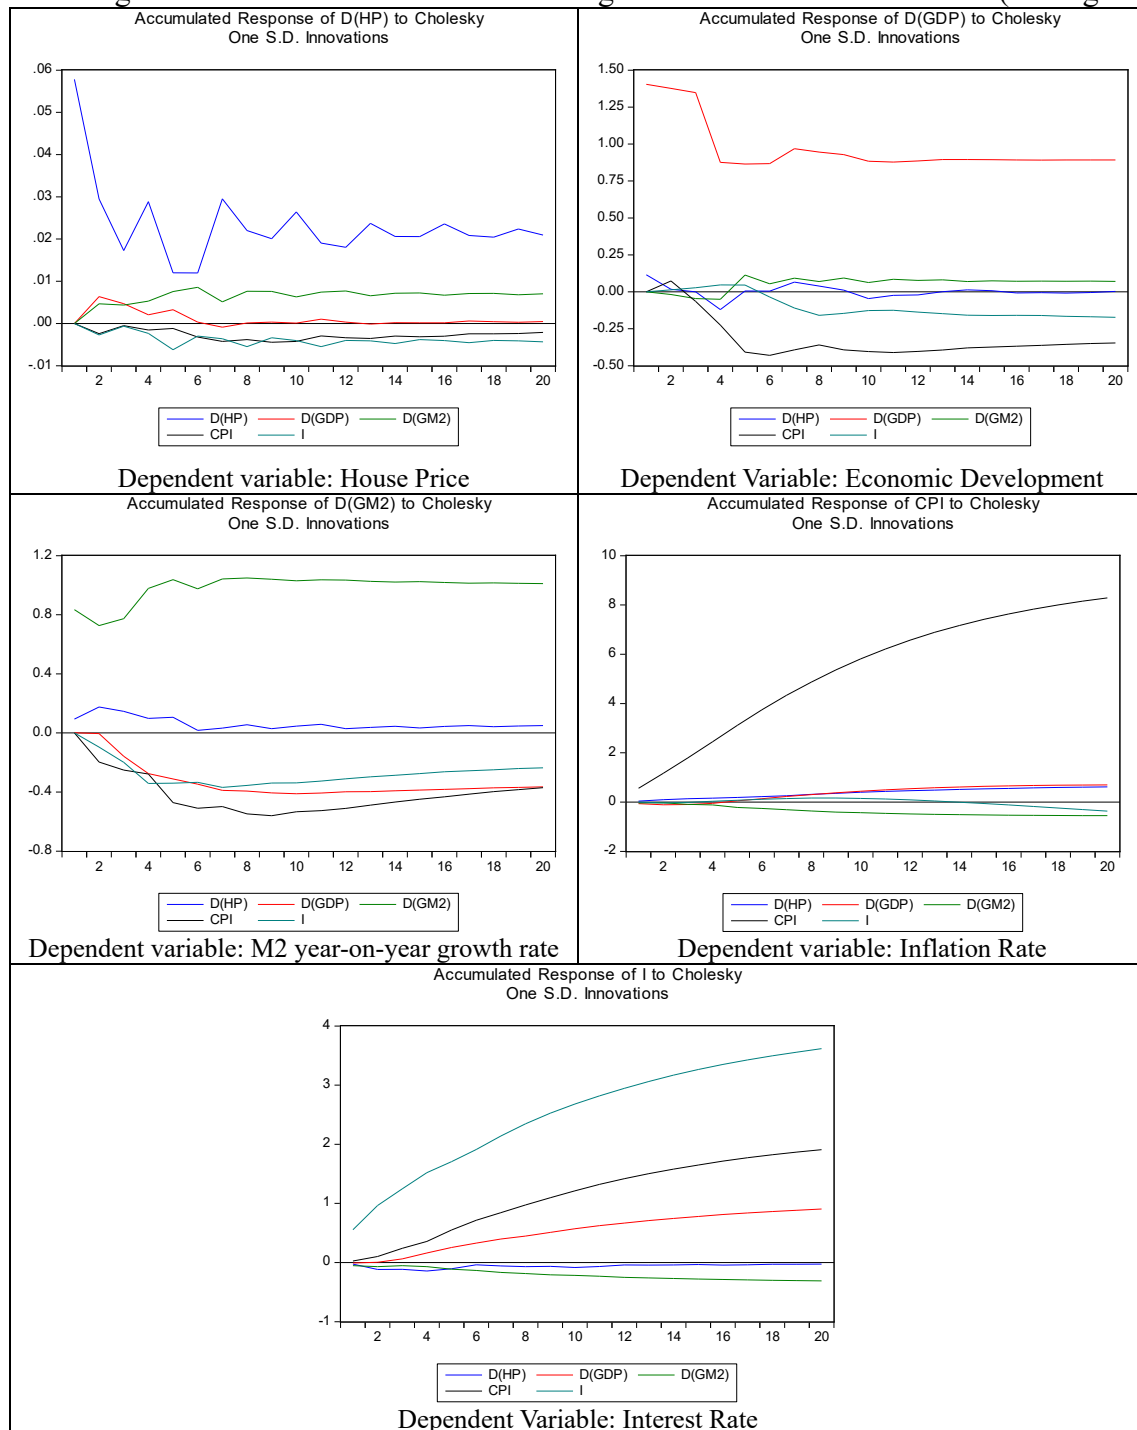 Accumulated Response of D(HP) to Cholesky
One S.D. Innovations
.06
.05
.04
.03
.02
.01
.00
-.01
2 4 6 8 10 12 14 16 18 20
D(HP) D(GDP) D(GM2)
CPI I
Dependent variable: House Price
Accumulated Response of D(GDP) to Cholesky
One S.D. Innovations
1.50
1.25
1.00
0.75
0.50
0.25
0.00
-0.25
-0.50
2 4 6 8 10 12 14 16 18 20
D(HP) D(GDP) D(GM2)
CPI I
Dependent Variable: Economic Development
Accumulated Response of D(GM2) to Cholesky
One S.D. Innovations
1.2
0.8
0.4
0.0
-0.4
-0.8
2 4 6 8 10 12 14 16 18 20
D(HP) D(GDP) D(GM2)
CPI I
Dependent variable: M2 year-on-year growth rate
Accumulated Response of CPI to Cholesky
One S.D. Innovations
10
8
6
4
2
0
-2
2 4 6 8 10 12 14 16 18 20
D(HP) D(GDP) D(GM2)
CPI I
Dependent variable: Inflation Rate
Accumulated Response of I to Cholesky
One S.D. Innovations
4
3
2
1
0
-1
2 4 6 8 10 12 14 16 18 20
D(HP) D(GDP) D(GM2)
CPI I
Dependent Variable: Interest Rate